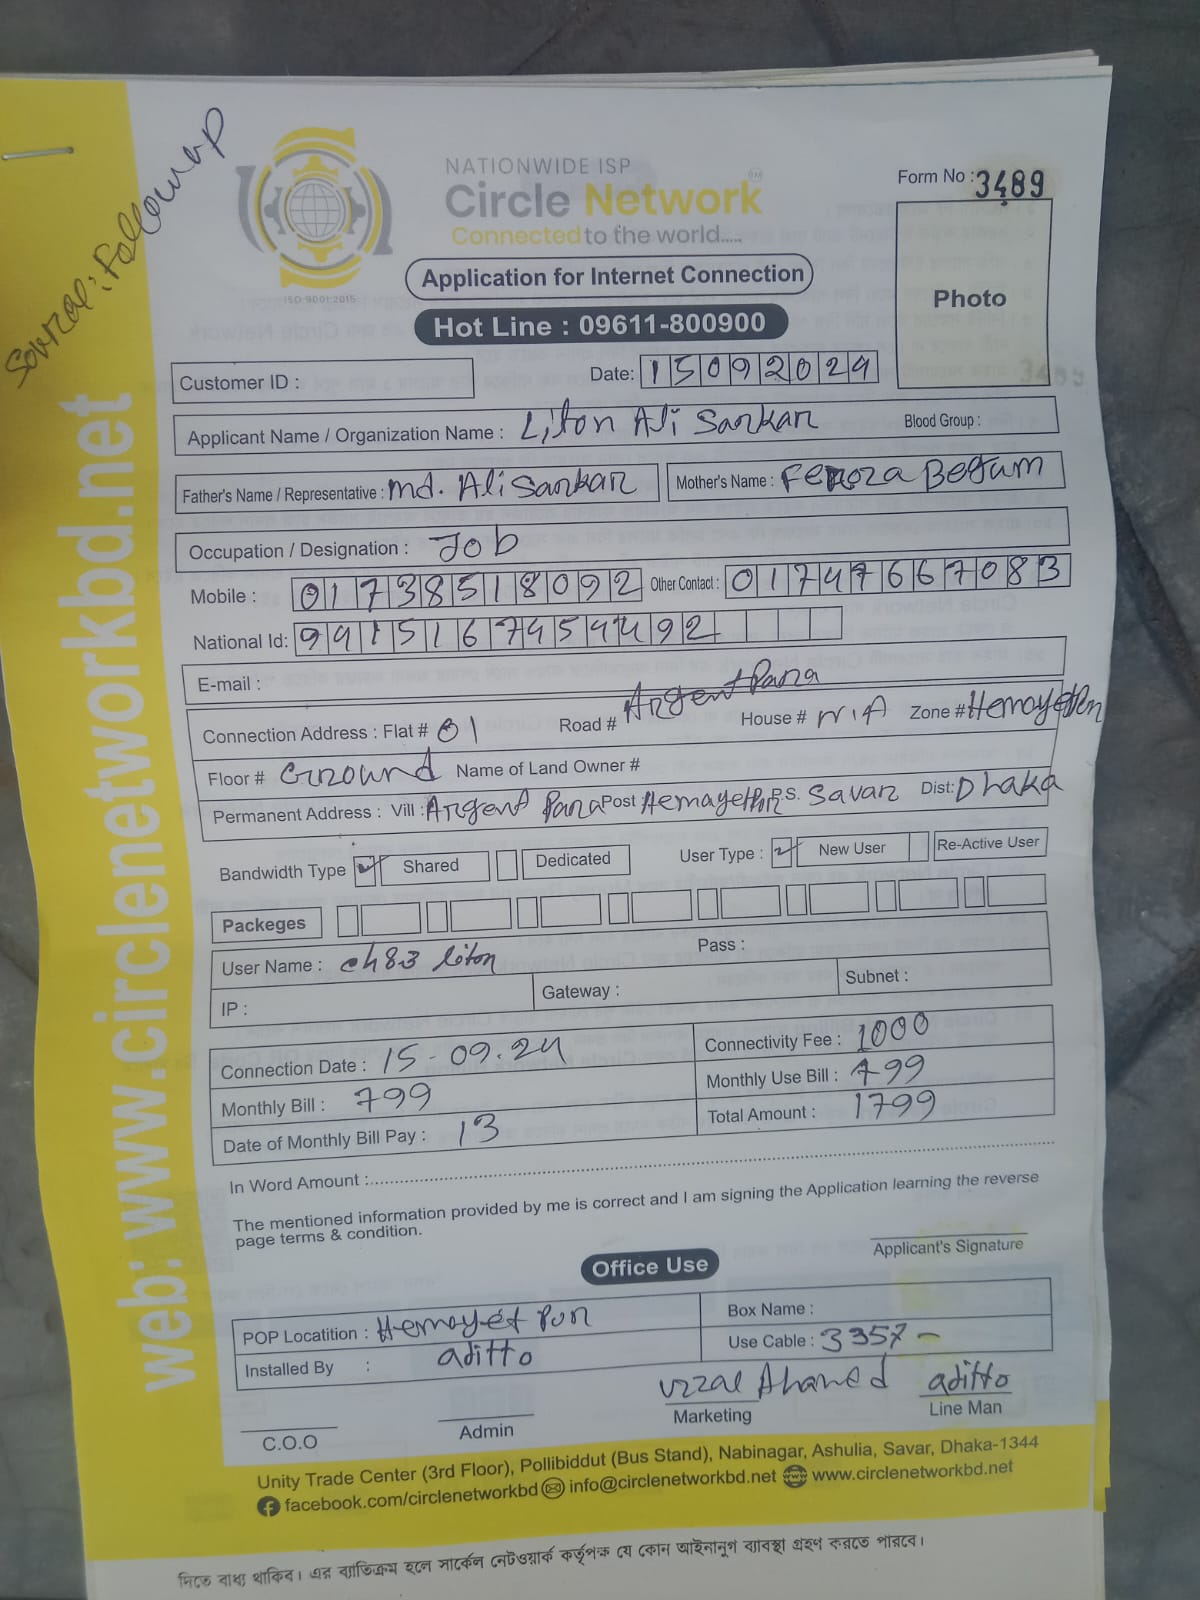 Sovrzal: Followup
NATIONWIDE ISP
Circle Network
Connected to the world.....
ISO 9001:2015
Form No : 3489
Application for Internet Connection
Photo
Hot Line : 09611-800900
Customer ID :
Date: 15092024
Applicant Name / Organization Name : Liton Ali Sarkar Blood Group :
Father's Name / Representative : md. Ali Sarkar Mother's Name : Feroza Begum
Occupation / Designation : Job
Mobile : 01738518092 Other Contact : 01747667083
National Id: 9415167454492
E-mail :
Connection Address : Flat # 01 Road # Argent Para House # N.A Zone # Hemayetpur
Floor # Ground Name of Land Owner #
Permanent Address : Vill : Argent Para Post Hemayetpur P.S. Savar Dist: Dhaka
Bandwidth Type Shared Dedicated User Type : New User Re-Active User
Packeges
User Name : ch83 liton Pass :
IP : Gateway : Subnet :
Connection Date : 15-09.24 Connectivity Fee : 1000
Monthly Bill : 799 Monthly Use Bill : 799
Date of Monthly Bill Pay : 13 Total Amount : 1799
In Word Amount :
The mentioned information provided by me is correct and I am signing the Application learning the reverse
page terms & condition.
Applicant's Signature
Office Use
POP Locatition : Hemayet Pur Box Name :
Installed By : aditto Use Cable : 3357
Uzzal Ahamed aditto
C.O.O Admin Marketing Line Man
Unity Trade Center (3rd Floor), Pollibiddut (Bus Stand), Nabinagar, Ashulia, Savar, Dhaka-1344
facebook.com/circlenetworkbd info@circlenetworkbd.net www.circlenetworkbd.net
web: www.circlenetworkbd.net
দিতে বাধ্য থাকিব। এর ব্যতিক্রম হলে সার্কেল নেটওয়ার্ক কর্তৃপক্ষ যে কোন আইনানুগ ব্যাবস্থা গ্রহণ করতে পারবে।